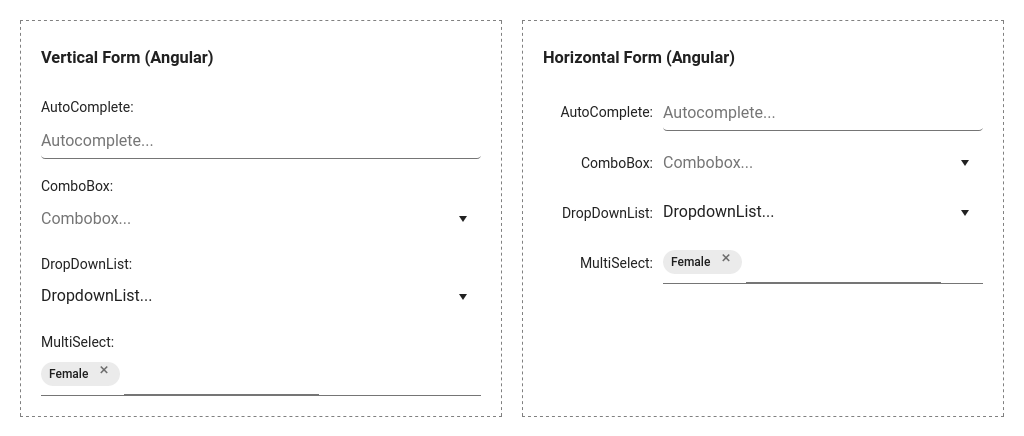 Vertical Form (Angular)
AutoComplete:
Autocomplete...
ComboBox:
Combobox...
DropDownList:
DropdownList...
MultiSelect:
Female ✕
Horizontal Form (Angular)
AutoComplete: Autocomplete...
ComboBox: Combobox...
DropDownList: DropdownList...
MultiSelect: Female ✕